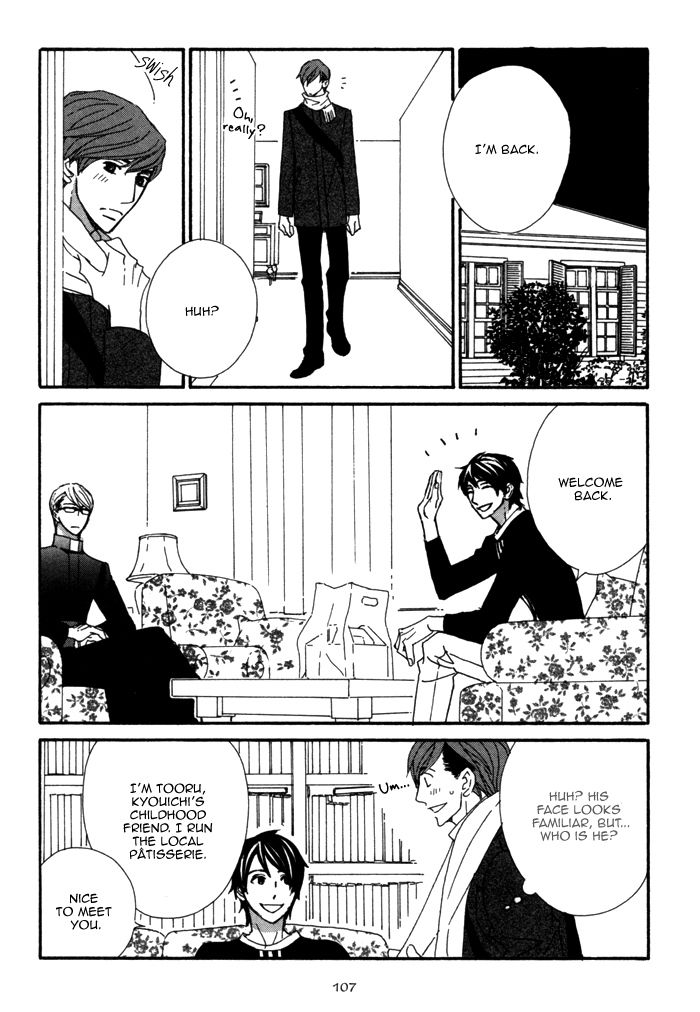 I'M BACK.
Oh,
really?
swish
HUH?
WELCOME
BACK.
HUH? HIS
FACE LOOKS
FAMILIAR, BUT...
WHO IS HE?
Um...
I'M TOORU,
KYOUICHI'S
CHILDHOOD
FRIEND. I RUN
THE LOCAL
PÂTISSERIE.
NICE
TO MEET
YOU.
107